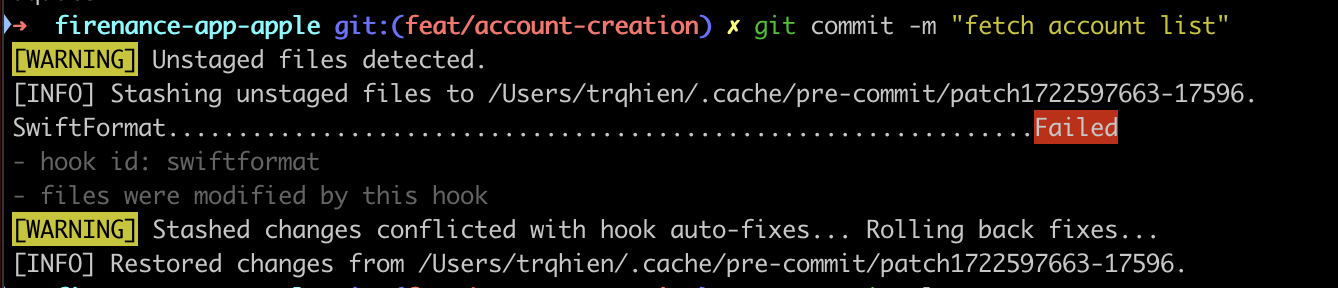 ➜ firenance-app-apple git:(feat/account-creation) ✗ git commit -m "fetch account list"
[WARNING] Unstaged files detected.
[INFO] Stashing unstaged files to /Users/trqhien/.cache/pre-commit/patch1722597663-17596.
SwiftFormat..............................................................Failed
- hook id: swiftformat
- files were modified by this hook
[WARNING] Stashed changes conflicted with hook auto-fixes... Rolling back fixes...
[INFO] Restored changes from /Users/trqhien/.cache/pre-commit/patch1722597663-17596.